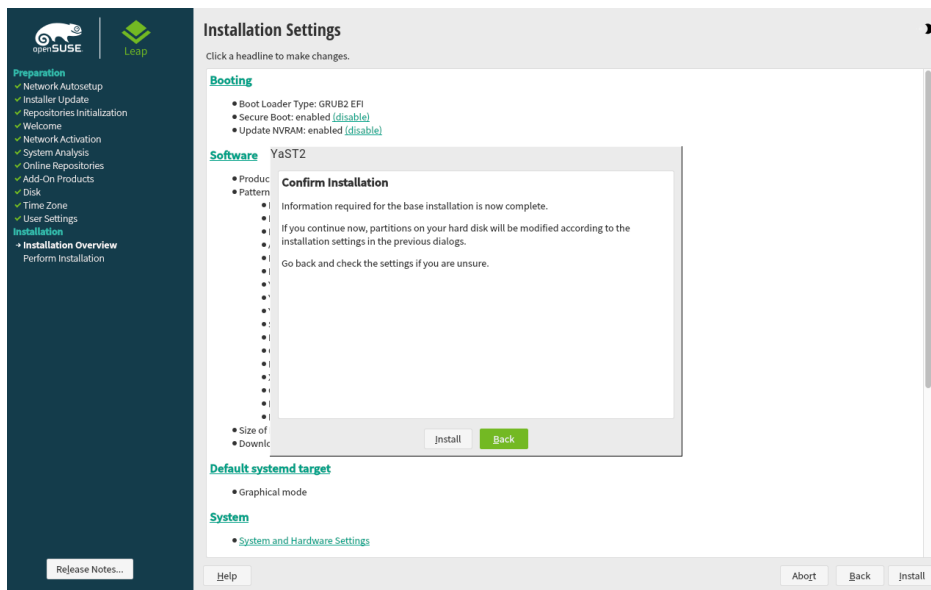 openSUSE
Leap
Preparation
Network Autosetup
Installer Update
Repositories Initialization
Welcome
Network Activation
System Analysis
Online Repositories
Add-On Products
Disk
Time Zone
User Settings
Installation
Installation Overview
Perform Installation
Release Notes...
Installation Settings
Click a headline to make changes.
Booting
Boot Loader Type: GRUB2 EFI
Secure Boot: enabled (disable)
Update NVRAM: enabled (disable)
Software
Produc
Pattern
YaST2
Confirm Installation
Information required for the base installation is now complete.
If you continue now, partitions on your hard disk will be modified according to the
installation settings in the previous dialogs.
Go back and check the settings if you are unsure.
Install Back
Size of
Downlo
Default systemd target
Graphical mode
System
System and Hardware Settings
Help Abort Back Install